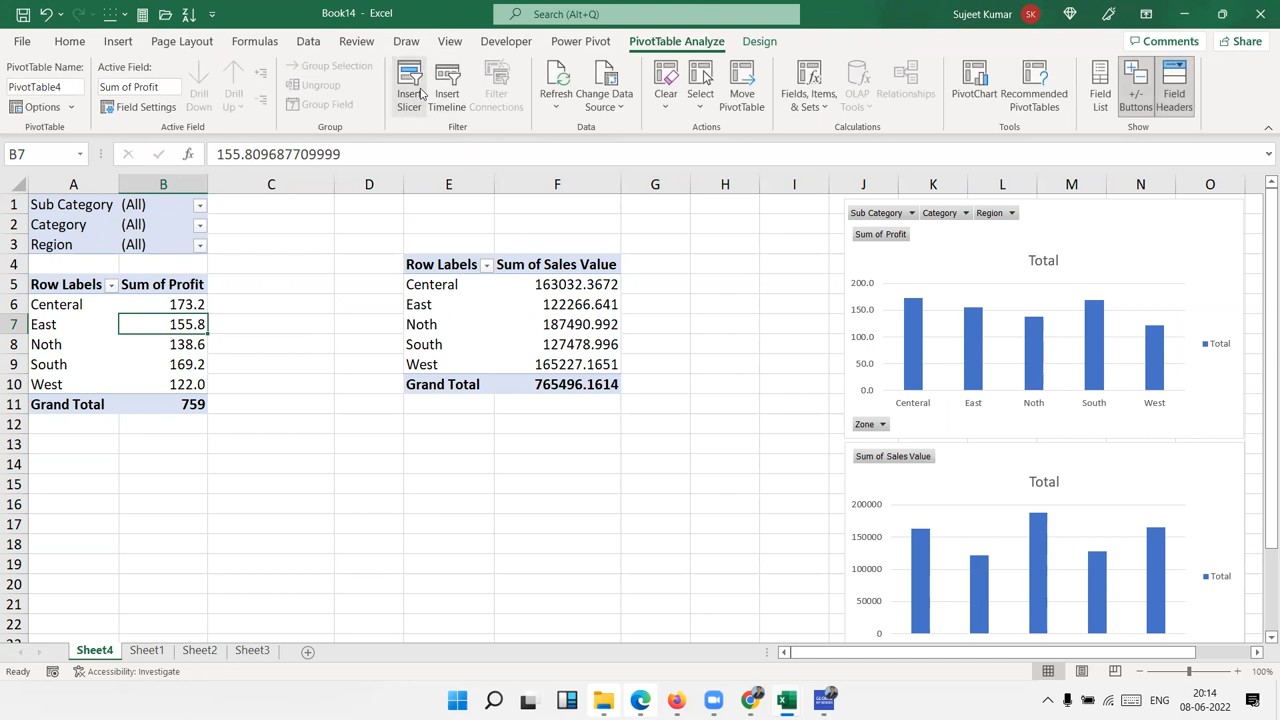 Book14 - Excel
Search (Alt+Q)
Sujeet Kumar SK
File Home Insert Draw Page Layout Formulas Data Review View Developer Power Pivot PivotTable Analyze Design Comments Share
PivotTable Name:
PivotTable4
Options
PivotTable
Active Field:
Sum of Profit
Field Settings
Drill Down
Drill Up
Active Field
Group Selection
Ungroup
Group Field
Group
Insert Slicer
Insert Timeline
Filter Connections
Filter
Refresh
Change Data Source
Data
Clear
Select
Move PivotTable
Actions
Fields, Items, & Sets
OLAP Tools
Relationships
Calculations
PivotChart
Recommended PivotTables
Tools
Field List
+/- Buttons
Field Headers
Show
B7 fx 155.809687709999
A B C D E F G H I J K L M N O
1 Sub Category (All)
2 Category (All)
3 Region (All)
4 Row Labels Sum of Sales Value
5 Row Labels Sum of Profit Centeral 163032.3672
6 Centeral 173.2 East 122266.641
7 East 155.8 Noth 187490.992
8 Noth 138.6 South 127478.996
9 South 169.2 West 165227.1651
10 West 122.0 Grand Total 765496.1614
11 Grand Total 759
12
13
14
15
16
17
18
19
20
21
22
Sub Category Category Region
Sum of Profit
Total
200.0
150.0
100.0
50.0
0.0
Centeral East Noth South West
Total
Zone
Sum of Sales Value
Total
200000
150000
100000
50000
0
Total
Sheet4 Sheet1 Sheet2 Sheet3
Ready Accessibility: Investigate 100%
ENG 20:14
08-06-2022